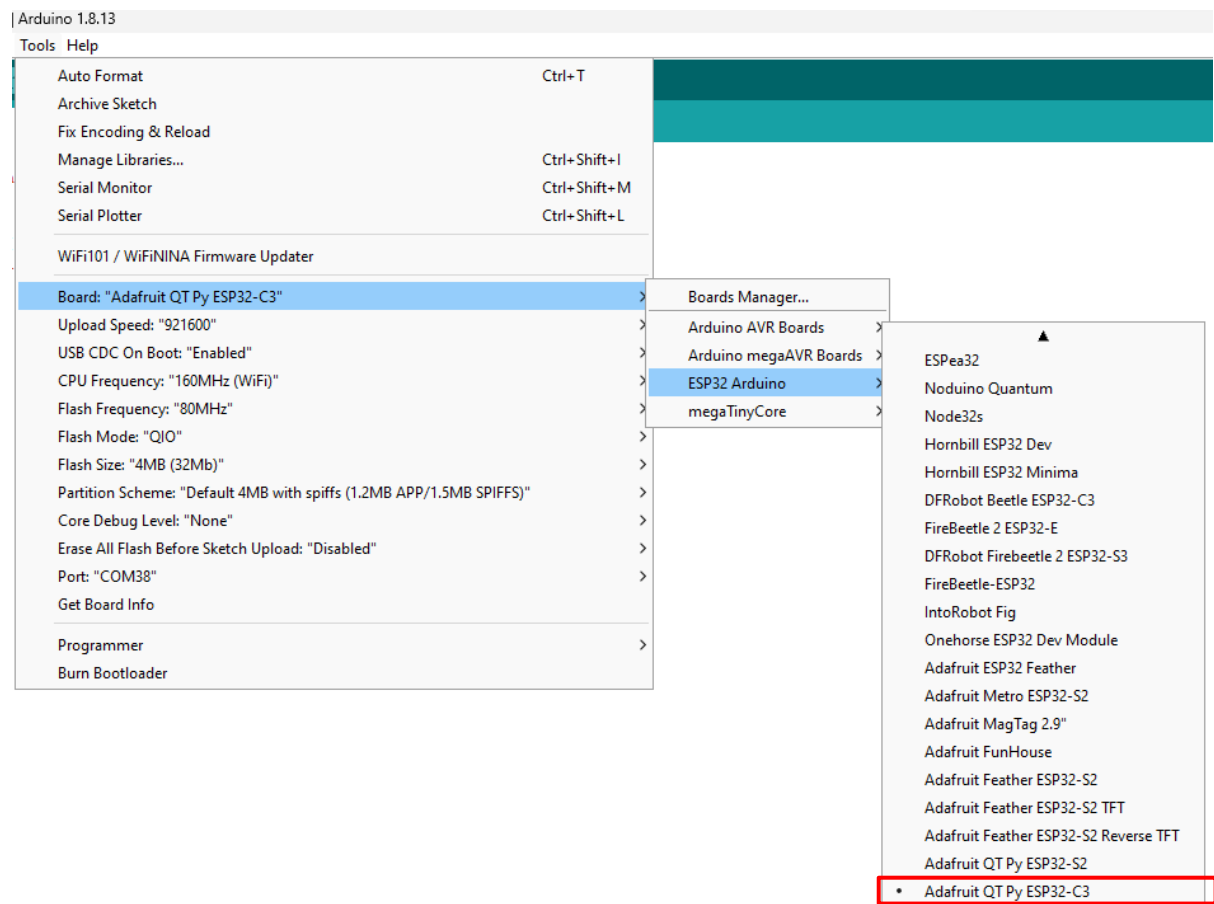 | Arduino 1.8.13
Tools Help
Auto Format Ctrl+T
Archive Sketch
Fix Encoding & Reload
Manage Libraries... Ctrl+Shift+I
Serial Monitor Ctrl+Shift+M
Serial Plotter Ctrl+Shift+L
WiFi101 / WiFiNINA Firmware Updater
Board: "Adafruit QT Py ESP32-C3"
Upload Speed: "921600"
USB CDC On Boot: "Enabled"
CPU Frequency: "160MHz (WiFi)"
Flash Frequency: "80MHz"
Flash Mode: "QIO"
Flash Size: "4MB (32Mb)"
Partition Scheme: "Default 4MB with spiffs (1.2MB APP/1.5MB SPIFFS)"
Core Debug Level: "None"
Erase All Flash Before Sketch Upload: "Disabled"
Port: "COM38"
Get Board Info
Programmer
Burn Bootloader
Boards Manager...
Arduino AVR Boards
Arduino megaAVR Boards
ESP32 Arduino
megaTinyCore
ESPea32
Noduino Quantum
Node32s
Hornbill ESP32 Dev
Hornbill ESP32 Minima
DFRobot Beetle ESP32-C3
FireBeetle 2 ESP32-E
DFRobot Firebeetle 2 ESP32-S3
FireBeetle-ESP32
IntoRobot Fig
Onehorse ESP32 Dev Module
Adafruit ESP32 Feather
Adafruit Metro ESP32-S2
Adafruit MagTag 2.9"
Adafruit FunHouse
Adafruit Feather ESP32-S2
Adafruit Feather ESP32-S2 TFT
Adafruit Feather ESP32-S2 Reverse TFT
Adafruit QT Py ESP32-S2
• Adafruit QT Py ESP32-C3